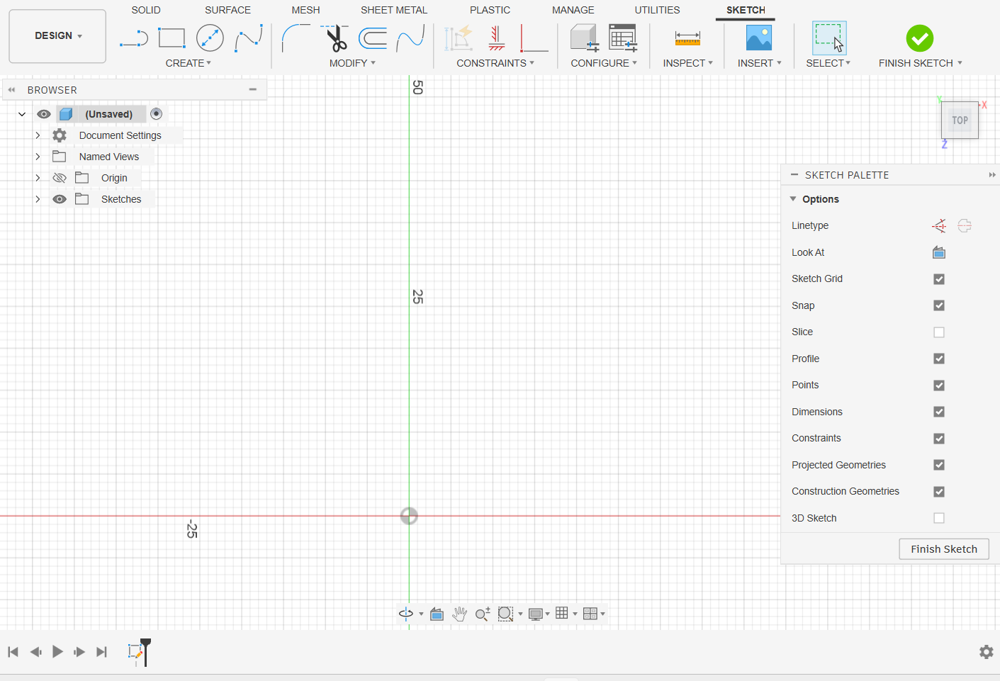 SOLID SURFACE MESH SHEET METAL PLASTIC MANAGE UTILITIES SKETCH
DESIGN
CREATE MODIFY CONSTRAINTS CONFIGURE INSPECT INSERT SELECT FINISH SKETCH
BROWSER
(Unsaved)
Document Settings
Named Views
Origin
Sketches
50
25
-25
Y
X
TOP
Z
SKETCH PALETTE
Options
Linetype
Look At
Sketch Grid
Snap
Slice
Profile
Points
Dimensions
Constraints
Projected Geometries
Construction Geometries
3D Sketch
Finish Sketch